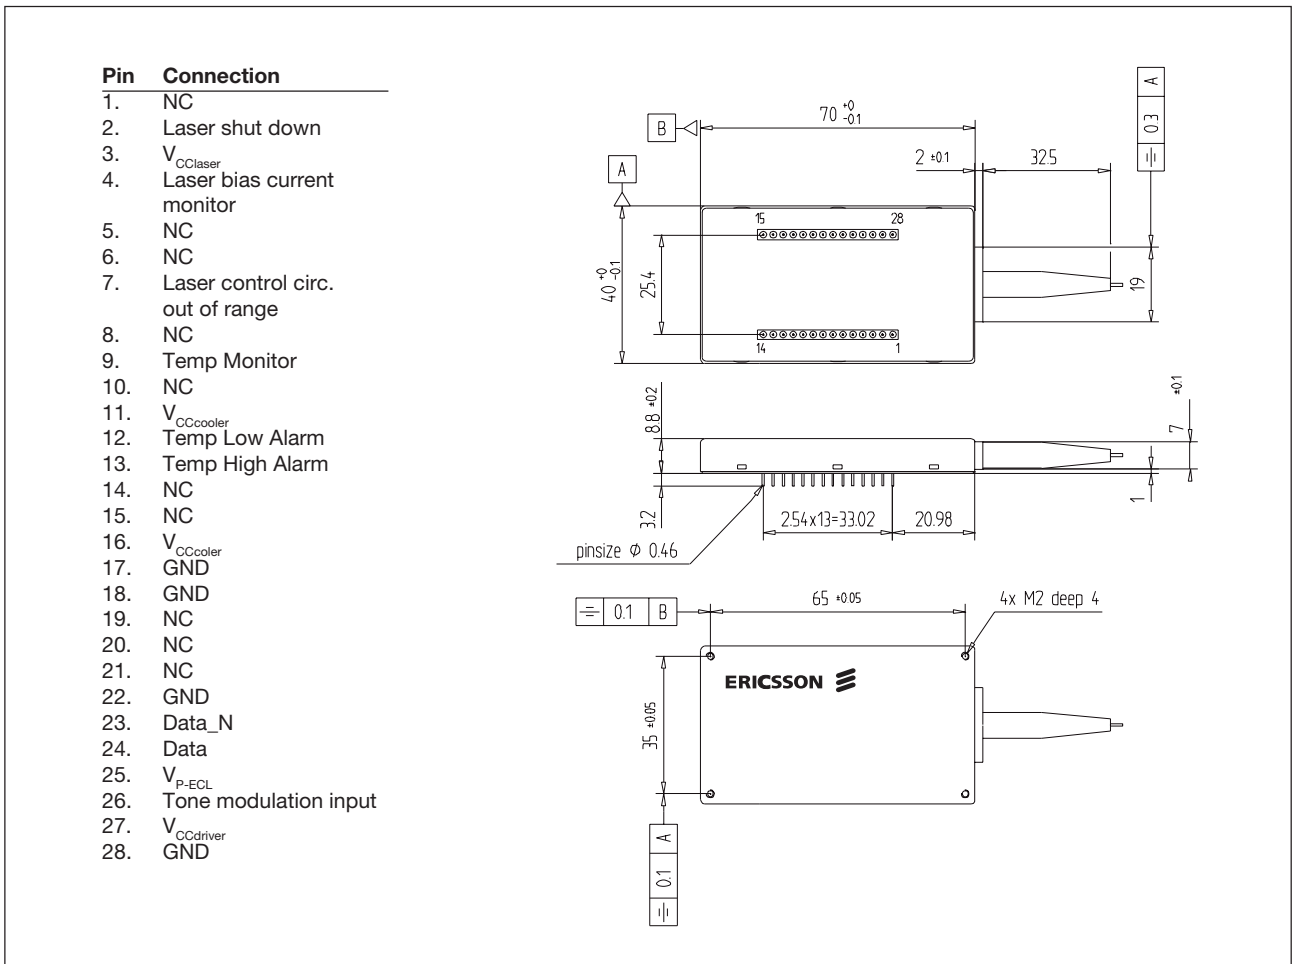 Pin Connection
1. NC
2. Laser shut down
3. VCClaser
4. Laser bias current
monitor
5. NC
6. NC
7. Laser control circ.
out of range
8. NC
9. Temp Monitor
10. NC
11. VCCcooler
12. Temp Low Alarm
13. Temp High Alarm
14. NC
15. NC
16. VCCcoler
17. GND
18. GND
19. NC
20. NC
21. NC
22. GND
23. Data_N
24. Data
25. VP-ECL
26. Tone modulation input
27. VCCdriver
28. GND
B
70 +0 -0.1
A
2 ±0.1
32.5
0.3 A
15
28
40 +0 -0.1
25.4
19
14
1
8.8 ±0.2
7 ±0.1
3.2
1
2.54x13=33.02
20.98
pinsize Φ 0.46
0.1 B
65 ±0.05
4x M2 deep 4
ERICSSON
35 ±0.05
0.1 A